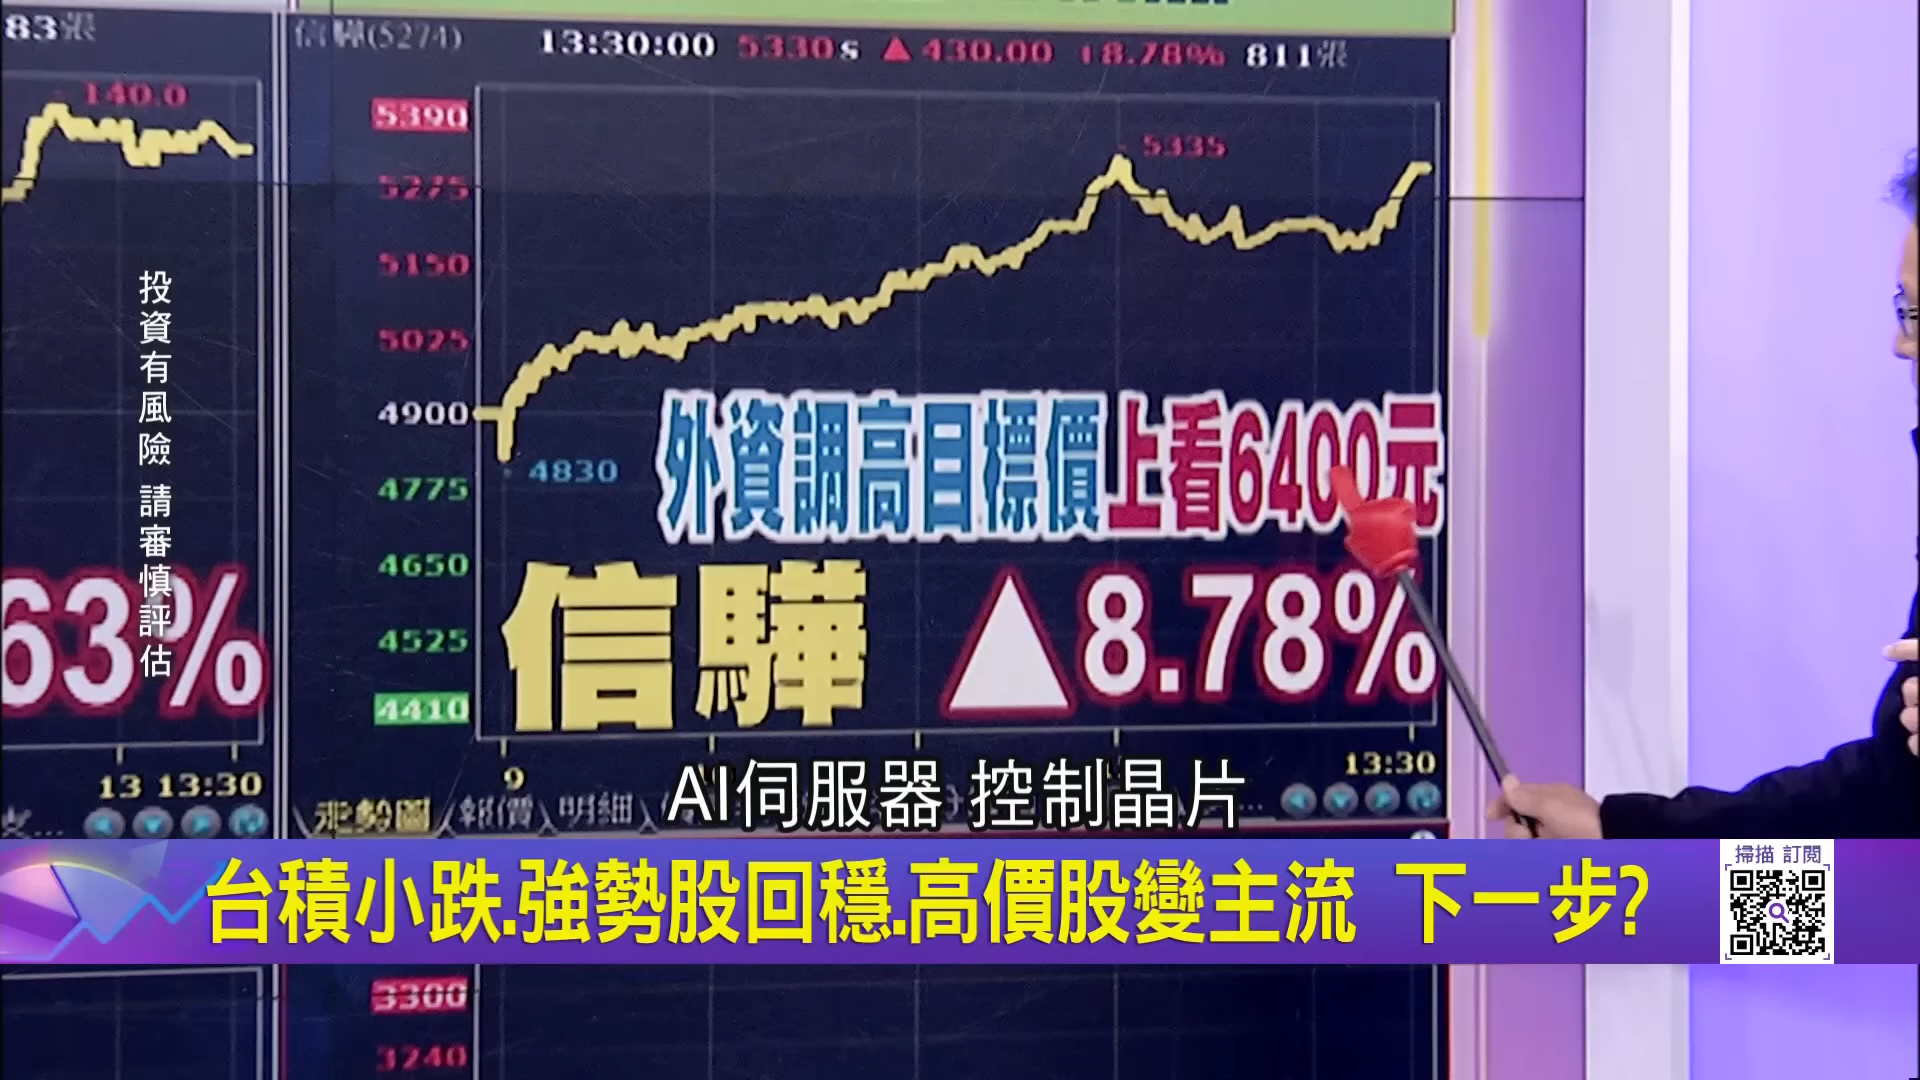 83張
140.0
63%
13 13:30
投資有風險 請審慎評估
信驊(5274) 13:30:00 5330s ▲430.00 +8.78% 811張
5390
5335
5275
5150
5025
4900
4830
4775
4650
4525
4410
外資調高目標價上看6400元
信驊 ▲8.78%
9
13:30
走勢圖 報價 明細
AI伺服器 控制晶片
台積小跌.強勢股回穩.高價股變主流 下一步?
掃描 訂閱
3300
3240